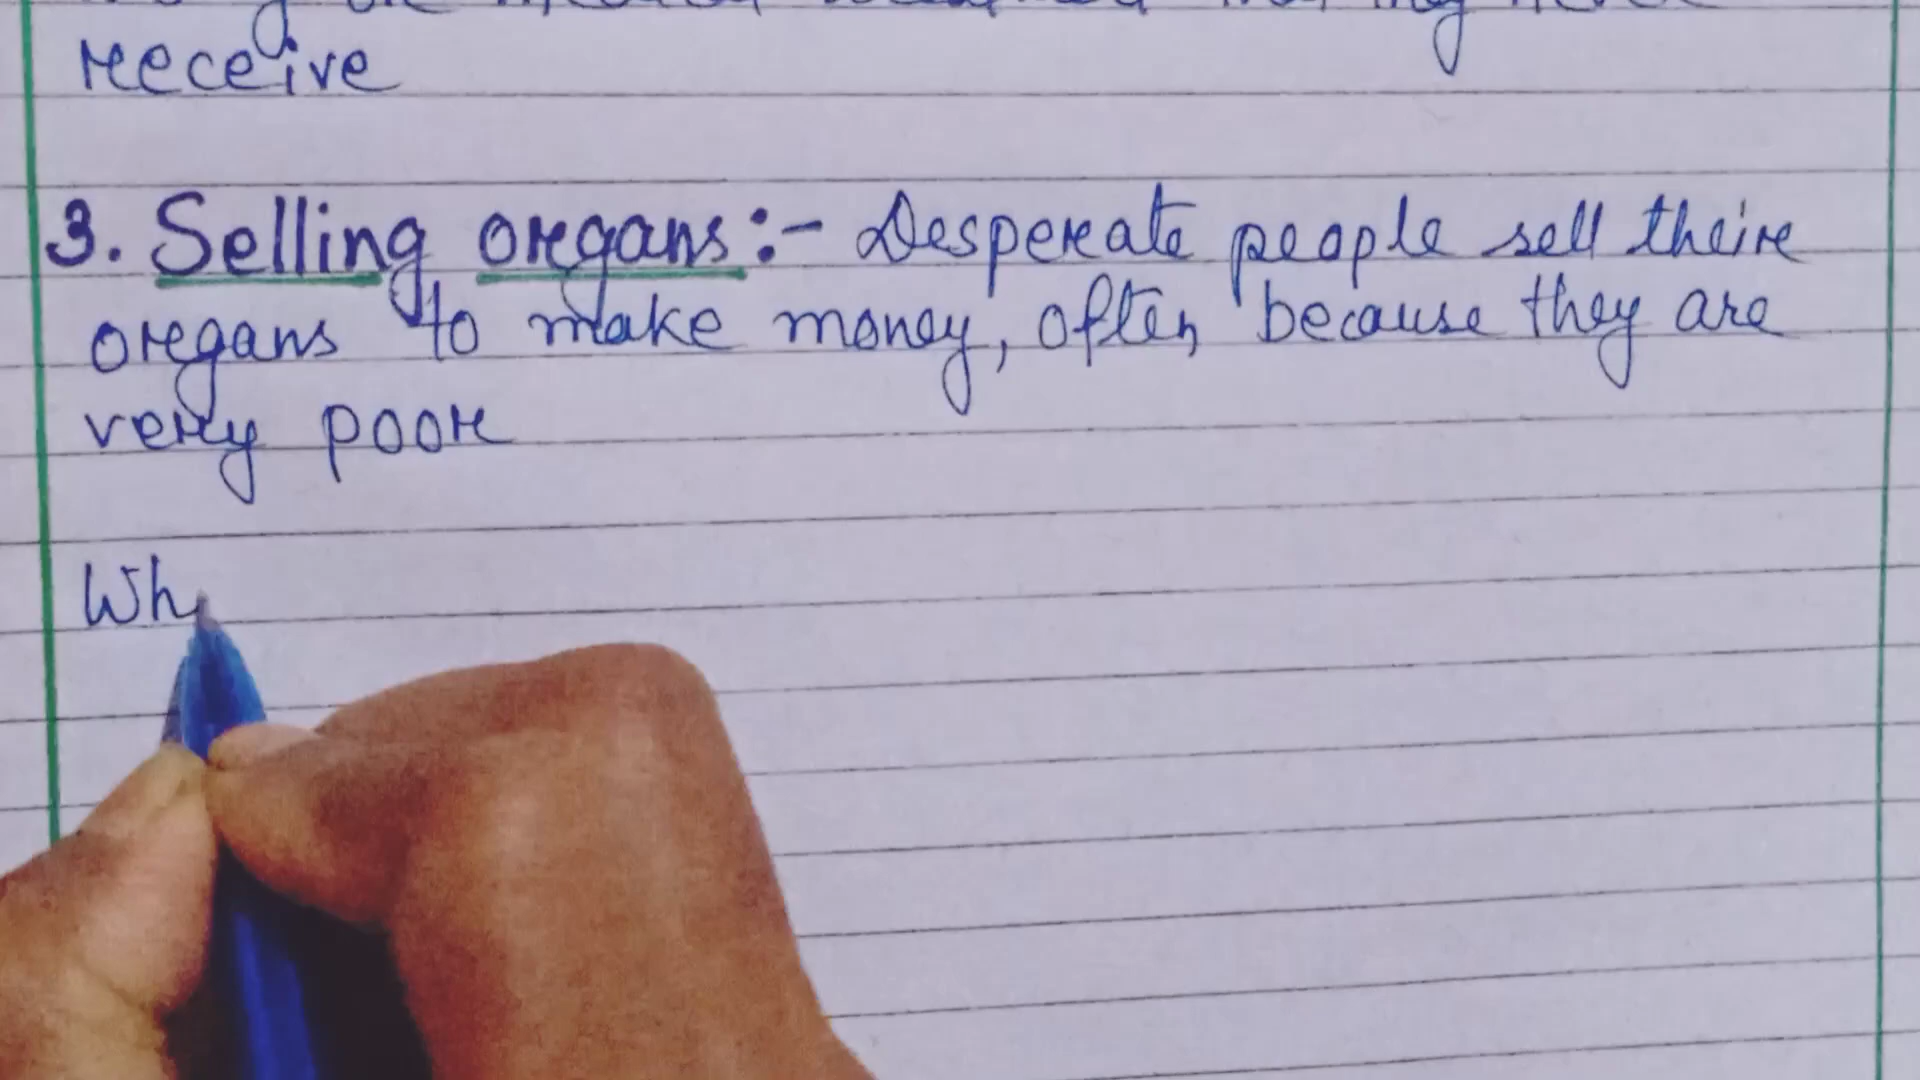 receive
3. Selling organs:- Desperate people sell their
organs to make money, often because they are
very poor
Wh